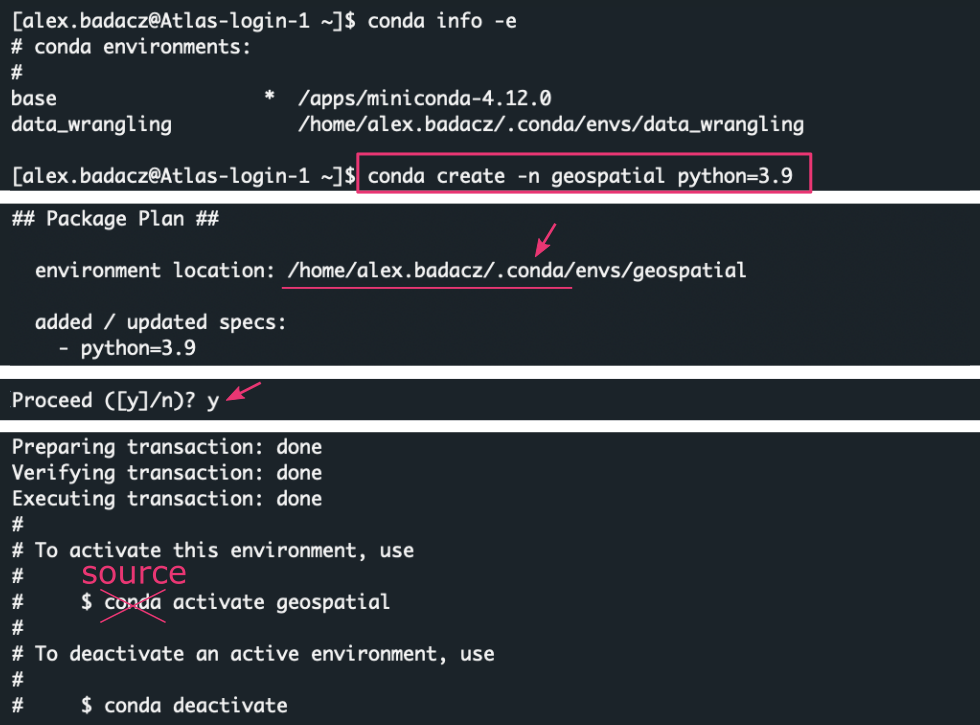 [alex.badacz@Atlas-login-1 ~]$ conda info -e
# conda environments:
#
base                  *  /apps/miniconda-4.12.0
data_wrangling           /home/alex.badacz/.conda/envs/data_wrangling
[alex.badacz@Atlas-login-1 ~]$ conda create -n geospatial python=3.9
## Package Plan ##
  environment location: /home/alex.badacz/.conda/envs/geospatial
  added / updated specs:
    - python=3.9
Proceed ([y]/n)? y
Preparing transaction: done
Verifying transaction: done
Executing transaction: done
#
# To activate this environment, use
#
source
#     $ conda activate geospatial
#
# To deactivate an active environment, use
#
#     $ conda deactivate